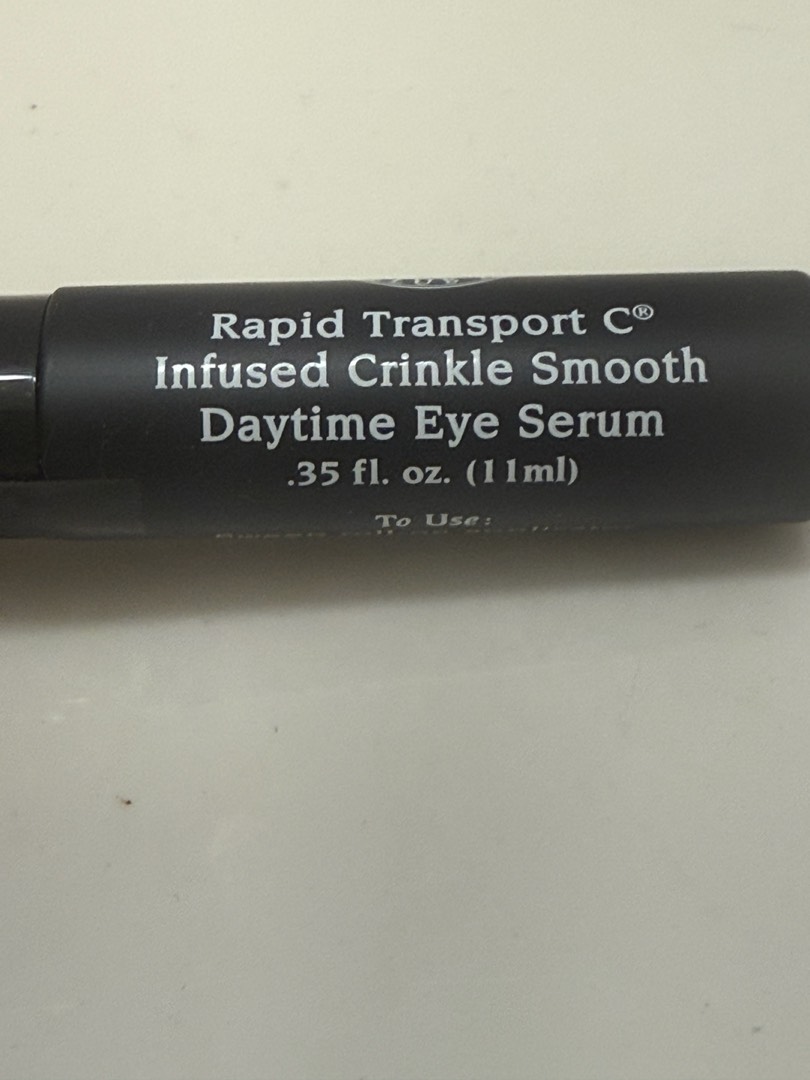 Rapid Transport C®
Infused Crinkle Smooth
Daytime Eye Serum
.35 fl. oz. (11ml)
To Use: